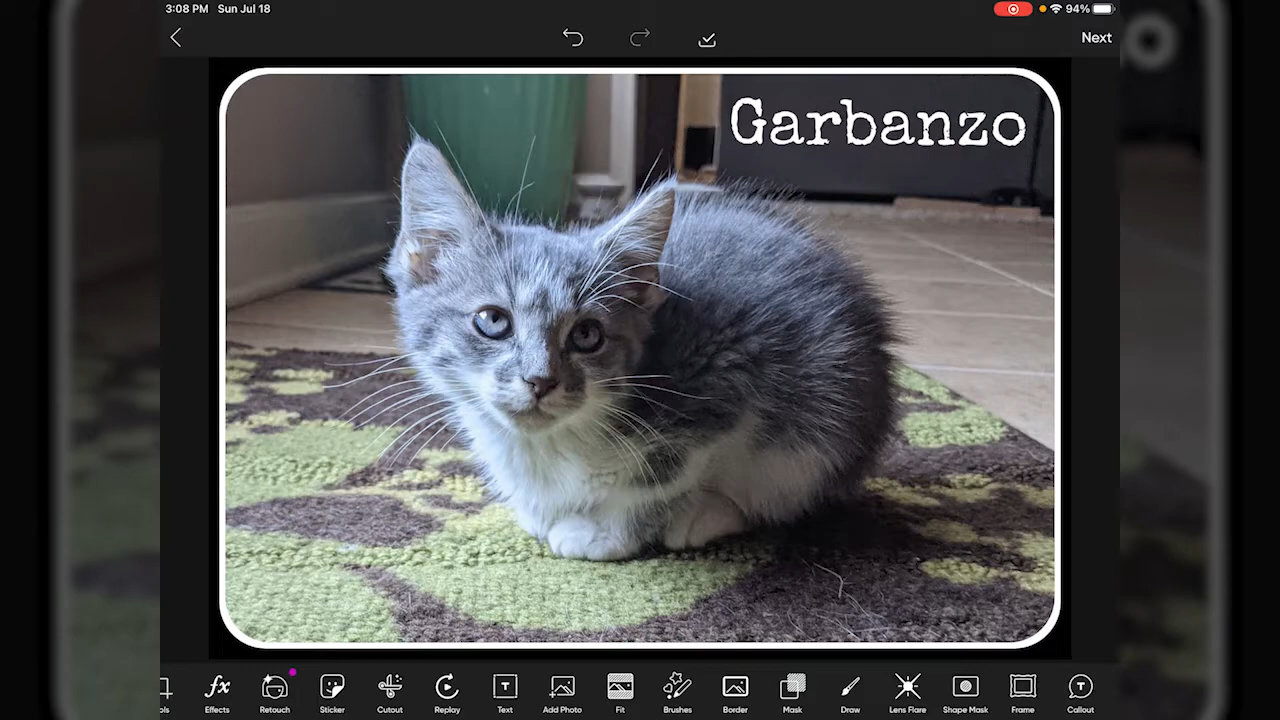 3:08 PM Sun Jul 18
94%
Next
Garbanzo
ols
Effects
Retouch
Sticker
Cutout
Replay
Text
Add Photo
Fit
Brushes
Border
Mask
Draw
Lens Flare
Shape Mask
Frame
Callout